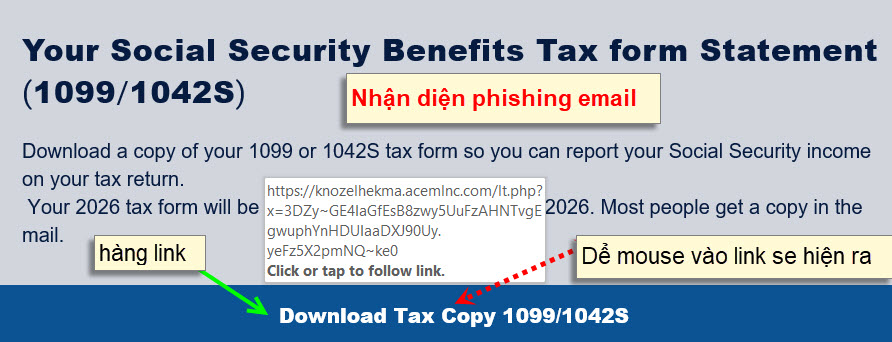 Your Social Security Benefits Tax form Statement
(1099/1042S)
Nhận diện phishing email
Download a copy of your 1099 or 1042S tax form so you can report your Social Security income
on your tax return.
Your 2026 tax form will be 2026. Most people get a copy in the
mail.
https://knozelhekma.acemlnc.com/lt.php?
x=3DZy~GE4IaGfEsB8zwy5UuFzAHNTvgE
gwuphYnHDUIaaDXJ90Uy.
yeFz5X2pmNQ~ke0
Click or tap to follow link.
hàng link
Dể mouse vào link se hiện ra
Download Tax Copy 1099/1042S